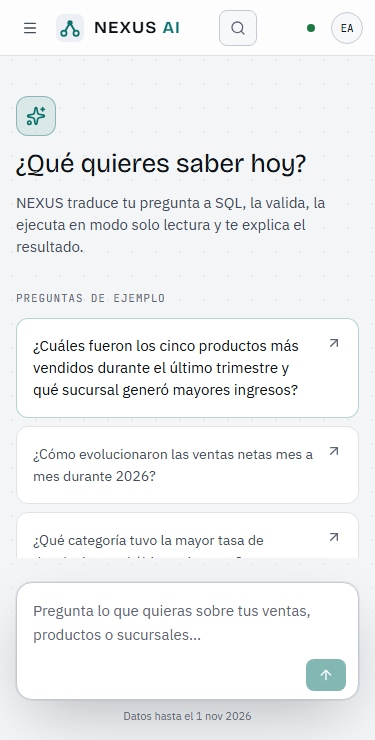 NEXUS AI
EA
¿Qué quieres saber hoy?
NEXUS traduce tu pregunta a SQL, la valida, la
ejecuta en modo solo lectura y te explica el
resultado.
PREGUNTAS DE EJEMPLO
¿Cuáles fueron los cinco productos más
vendidos durante el último trimestre y
qué sucursal generó mayores ingresos?
¿Cómo evolucionaron las ventas netas mes a
mes durante 2026?
¿Qué categoría tuvo la mayor tasa de
Pregunta lo que quieras sobre tus ventas,
productos o sucursales...
Datos hasta el 1 nov 2026